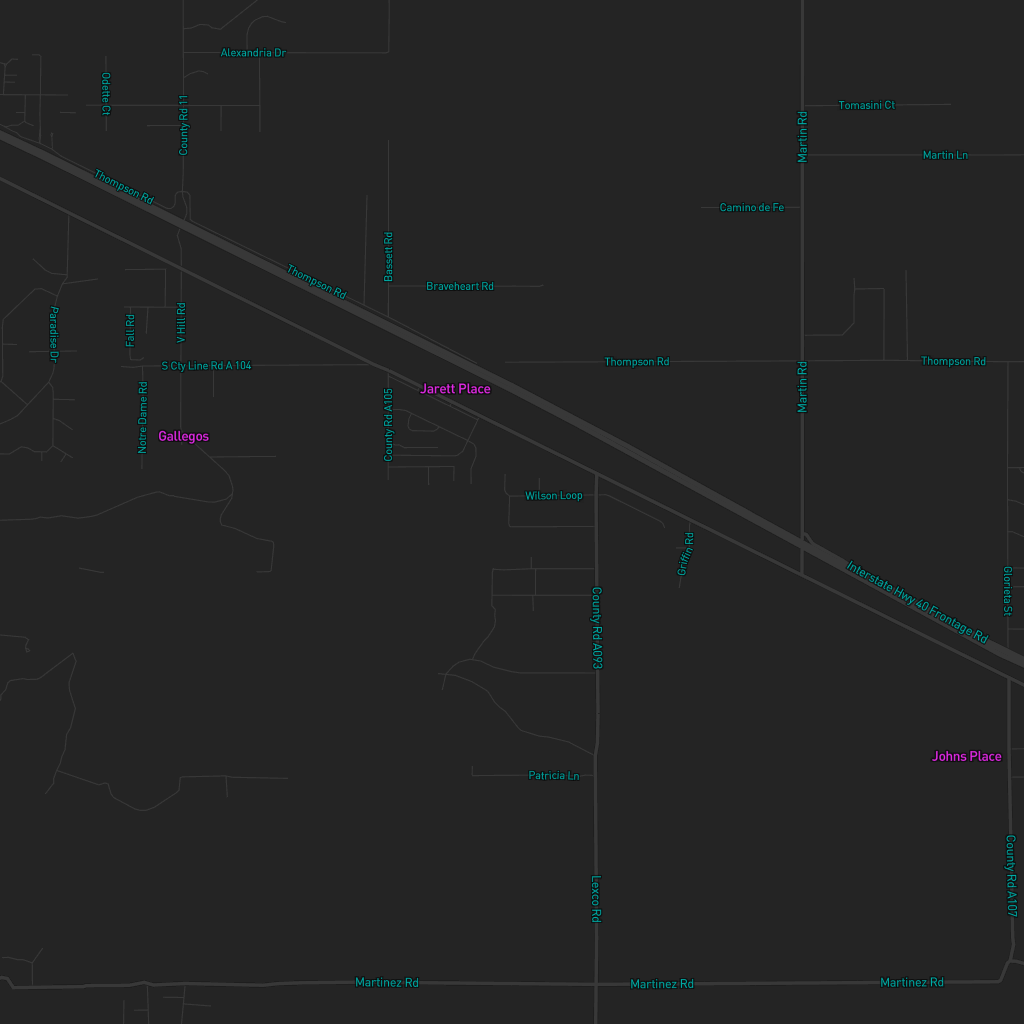 Alexandria Dr
Odette Ct
County Rd 11
Tomasini Ct
Martin Rd
Martin Ln
Thompson Rd
Camino de Fe
Bassett Rd
Thompson Rd
Braveheart Rd
Paradise Dr
Fall Rd
V Hill Rd
S Cty Line Rd A 104
Thompson Rd
Thompson Rd
Martin Rd
Jarett Place
Notre Dame Rd
County Rd A105
Gallegos
Wilson Loop
Griffin Rd
Interstate Hwy 40 Frontage Rd
Glorieta St
County Rd A093
Johns Place
Patricia Ln
County Rd A107
Lexco Rd
Martinez Rd
Martinez Rd
Martinez Rd